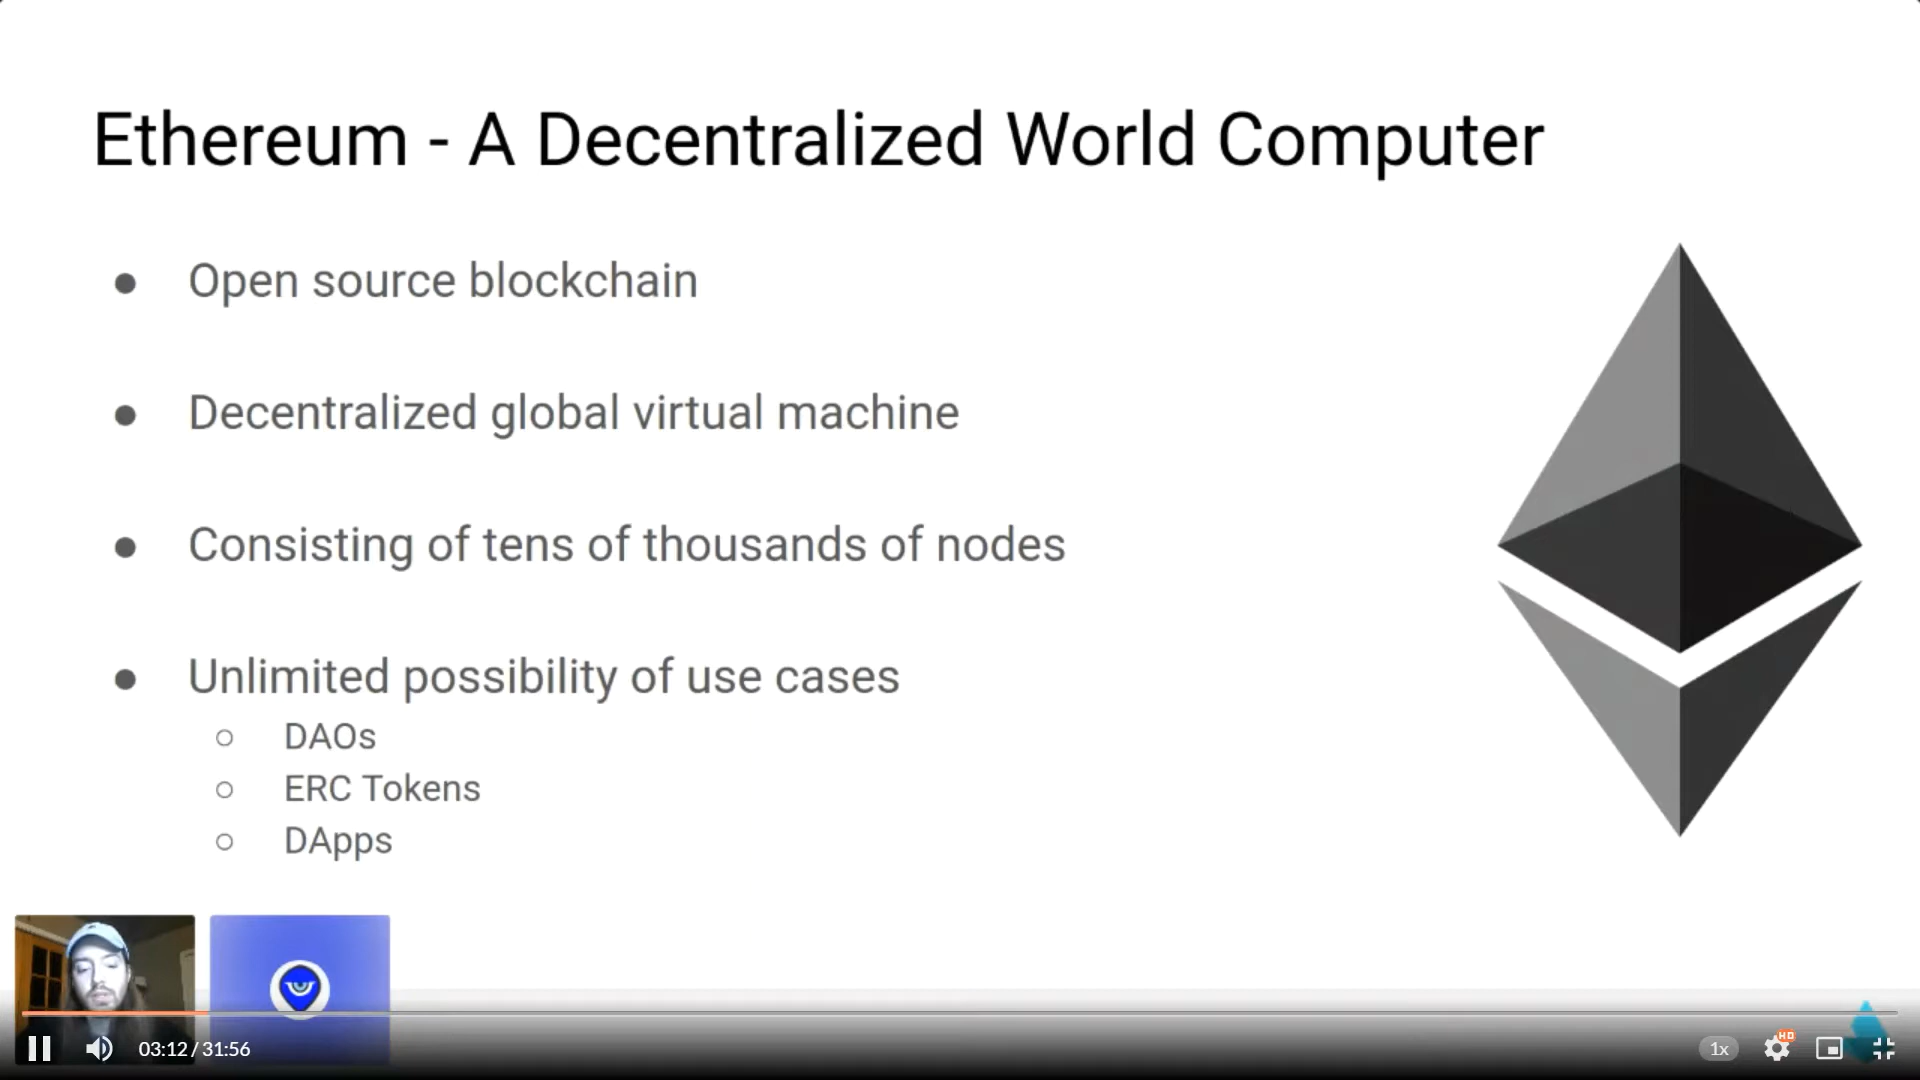 Ethereum - A Decentralized World Computer
● Open source blockchain
● Decentralized global virtual machine
● Consisting of tens of thousands of nodes
● Unlimited possibility of use cases
○ DAOs
○ ERC Tokens
○ DApps
03:12 / 31:56
1x
HD